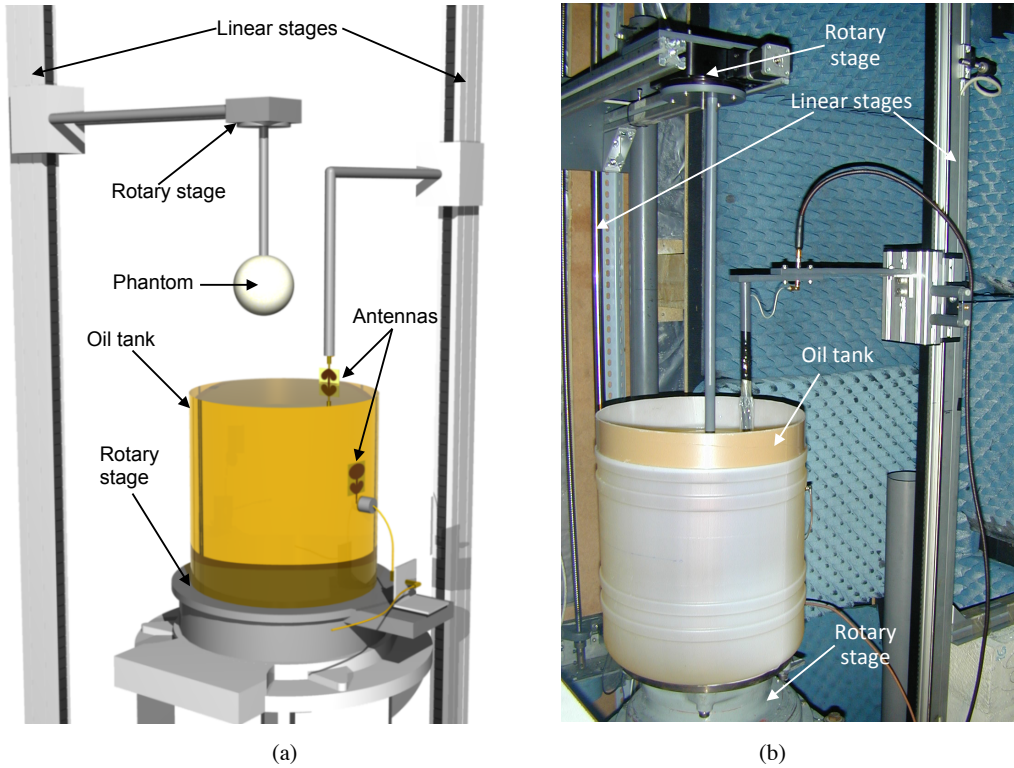 Linear stages
Rotary stage
Phantom
Antennas
Oil tank
Rotary
stage
(a)
Rotary
stage
Linear stages
Oil tank
Rotary
stage
(b)